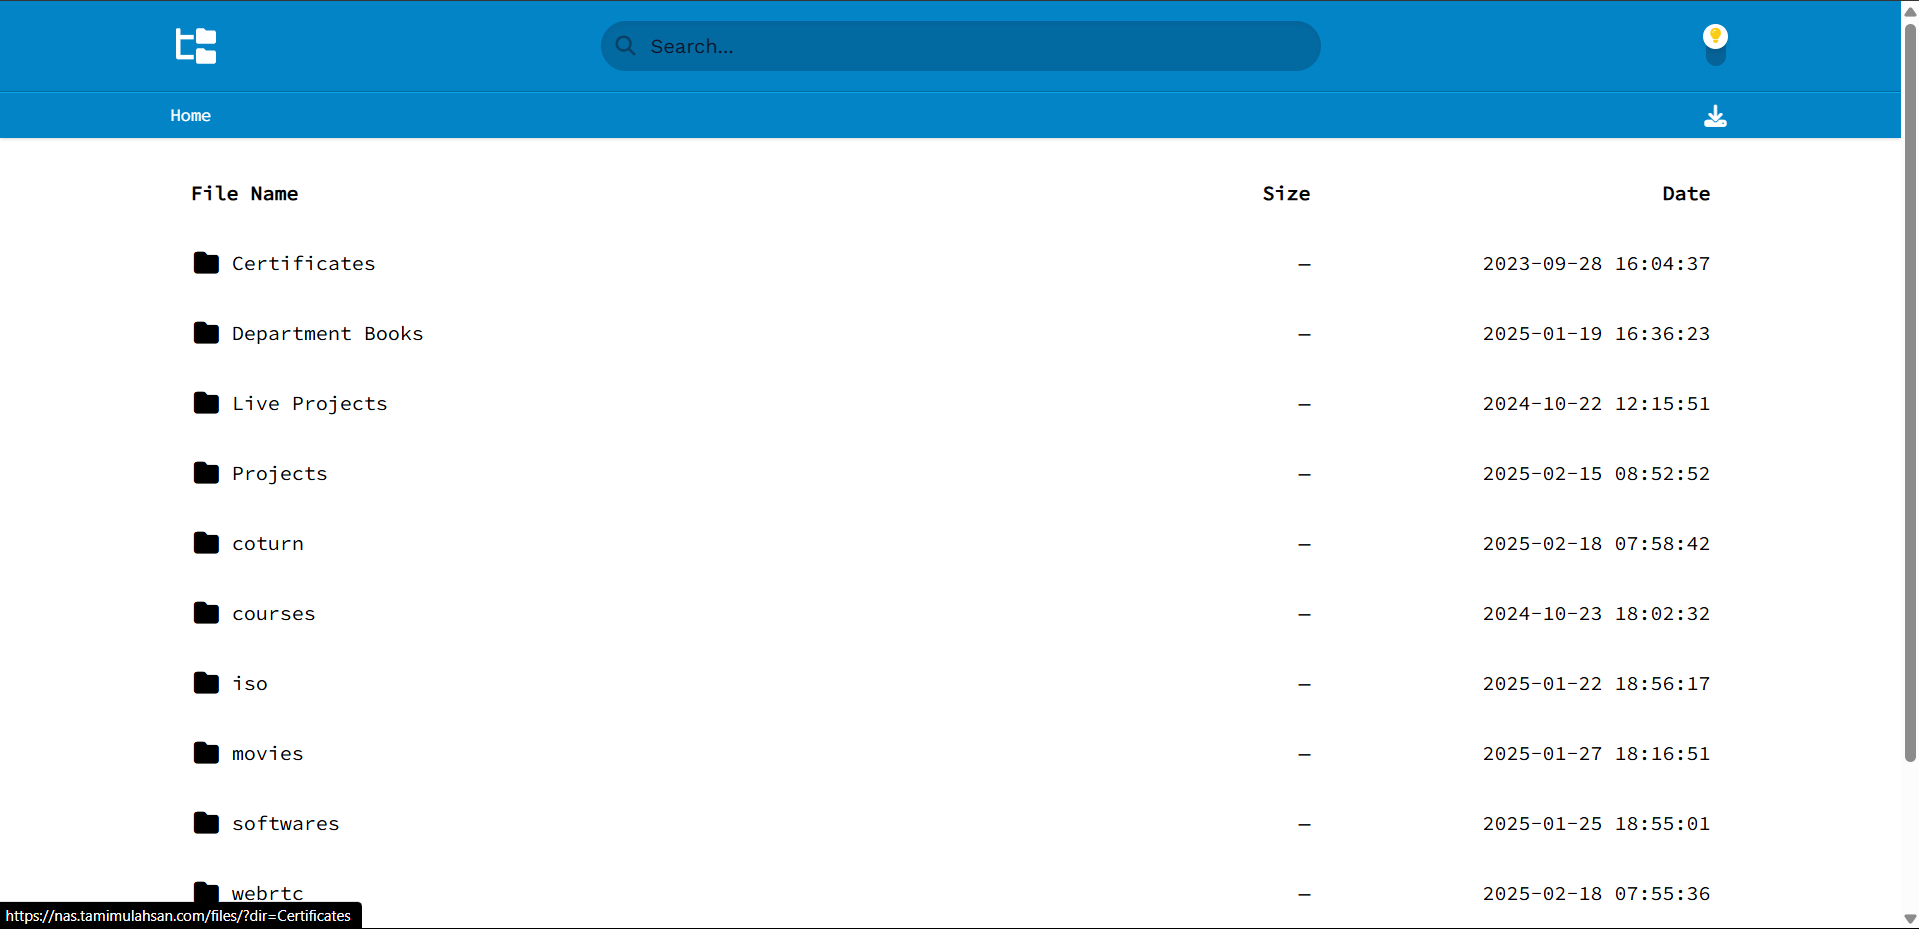 Search...
Home
File Name Size Date
Certificates — 2023-09-28 16:04:37
Department Books — 2025-01-19 16:36:23
Live Projects — 2024-10-22 12:15:51
Projects — 2025-02-15 08:52:52
coturn — 2025-02-18 07:58:42
courses — 2024-10-23 18:02:32
iso — 2025-01-22 18:56:17
movies — 2025-01-27 18:16:51
softwares — 2025-01-25 18:55:01
webrtc — 2025-02-18 07:55:36
https://nas.tamimulahsan.com/files/?dir=Certificates